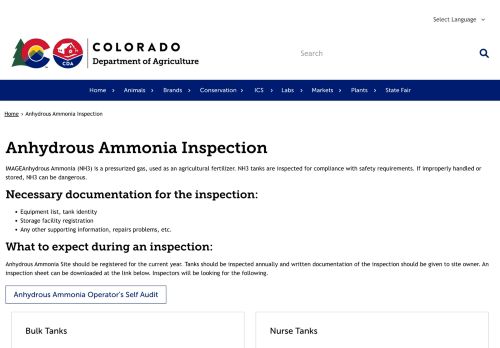 Select Language
CDA
COLORADO
Department of Agriculture
Search
Home Animals Brands Conservation ICS Labs Markets Plants State Fair
Home › Anhydrous Ammonia Inspection
Anhydrous Ammonia Inspection
IMAGEAnhydrous Ammonia (NH3) is a pressurized gas, used as an agricultural fertilizer. NH3 tanks are inspected for compliance with safety requirements. If improperly handled or
stored, NH3 can be dangerous.
Necessary documentation for the inspection:
• Equipment list, tank identity
• Storage facility registration
• Any other supporting information, repairs problems, etc.
What to expect during an inspection:
Anhydrous Ammonia Site should be registered for the current year. Tanks should be inspected annually and written documentation of the inspection should be given to site owner. An
inspection sheet can be downloaded at the link below. Inspectors will be looking for the following.
Anhydrous Ammonia Operator's Self Audit
Bulk Tanks
Nurse Tanks